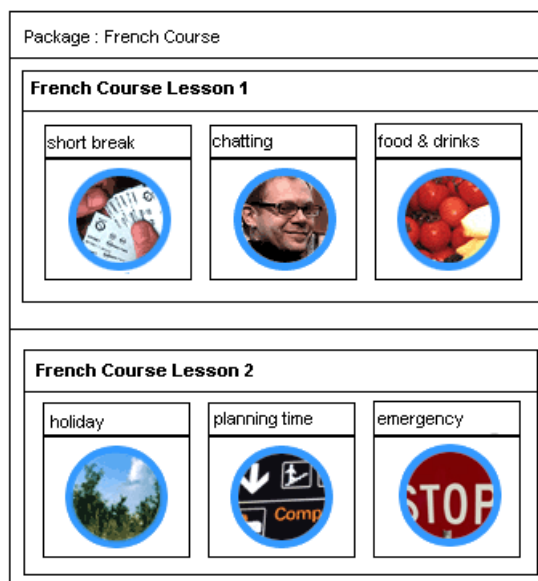 Package : French Course
French Course Lesson 1
short break
chatting
food & drinks
French Course Lesson 2
holiday
planning time
emergency
Comp
STOP